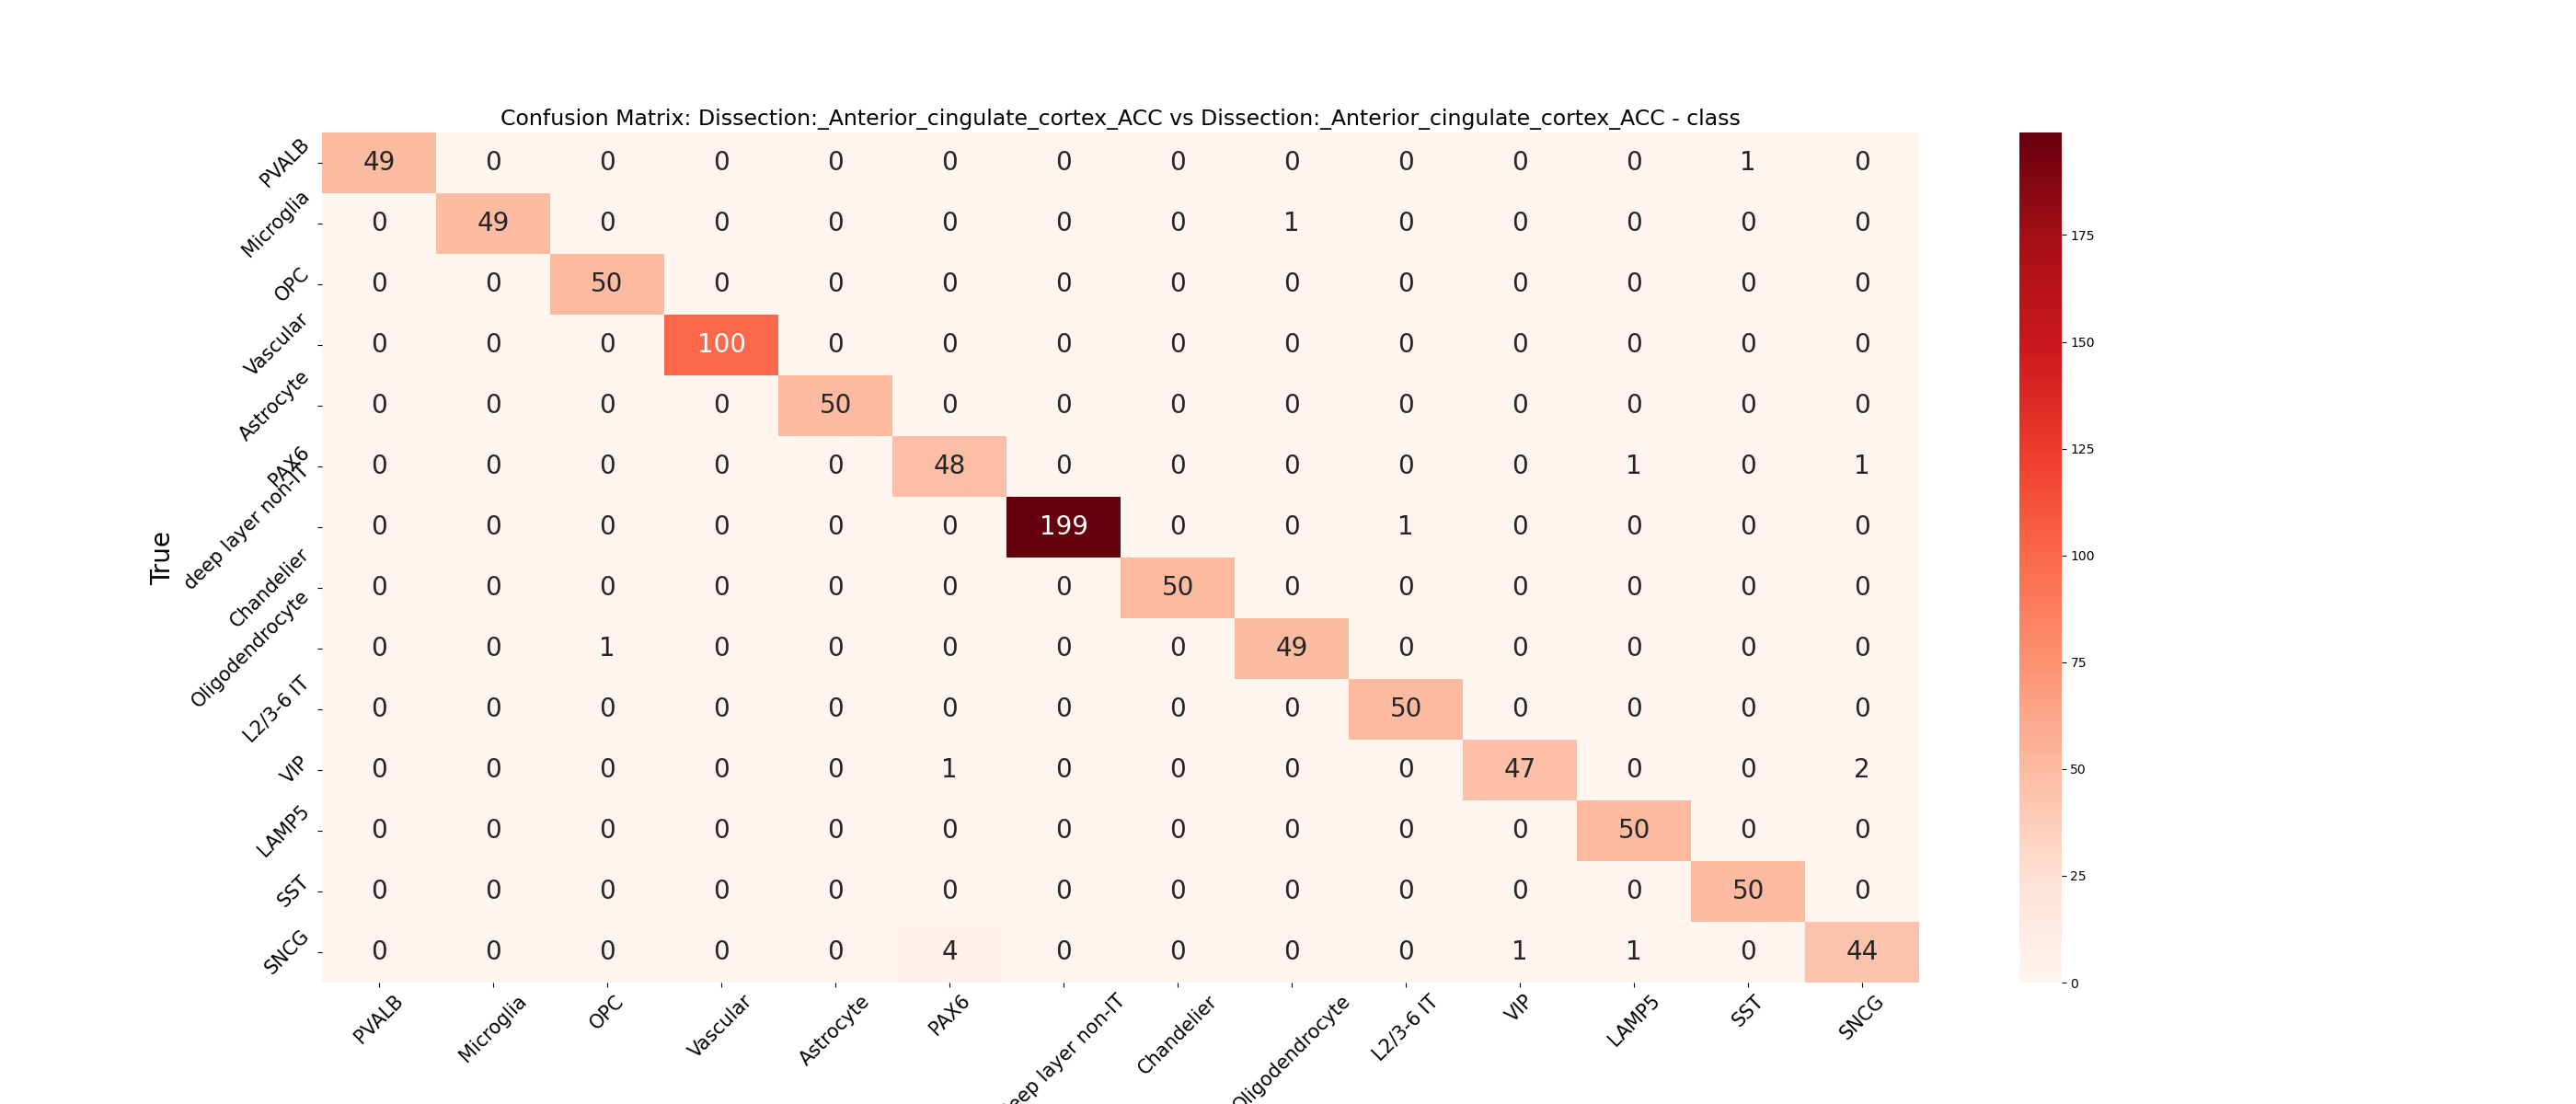 Confusion Matrix: Dissection:_Anterior_cingulate_cortex_ACC vs Dissection:_Anterior_cingulate_cortex_ACC - class
True
PVALB 49 0 0 0 0 0 0 0 0 0 0 0 1 0
Microglia 0 49 0 0 0 0 0 0 1 0 0 0 0 0
OPC 0 0 50 0 0 0 0 0 0 0 0 0 0 0
Vascular 0 0 0 100 0 0 0 0 0 0 0 0 0 0
Astrocyte 0 0 0 0 50 0 0 0 0 0 0 0 0 0
PAX6 0 0 0 0 0 48 0 0 0 0 0 1 0 1
deep layer non-IT 0 0 0 0 0 0 199 0 0 1 0 0 0 0
Chandelier 0 0 0 0 0 0 0 50 0 0 0 0 0 0
Oligodendrocyte 0 0 1 0 0 0 0 0 49 0 0 0 0 0
L2/3-6 IT 0 0 0 0 0 0 0 0 0 50 0 0 0 0
VIP 0 0 0 0 0 1 0 0 0 0 47 0 0 2
LAMP5 0 0 0 0 0 0 0 0 0 0 0 50 0 0
SST 0 0 0 0 0 0 0 0 0 0 0 0 50 0
SNCG 0 0 0 0 0 4 0 0 0 0 1 1 0 44
PVALB Microglia OPC Vascular Astrocyte PAX6 eep layer non-IT Chandelier Oligodendrocyte L2/3-6 IT VIP LAMP5 SST SNCG
175
150
125
100
75
50
25
0